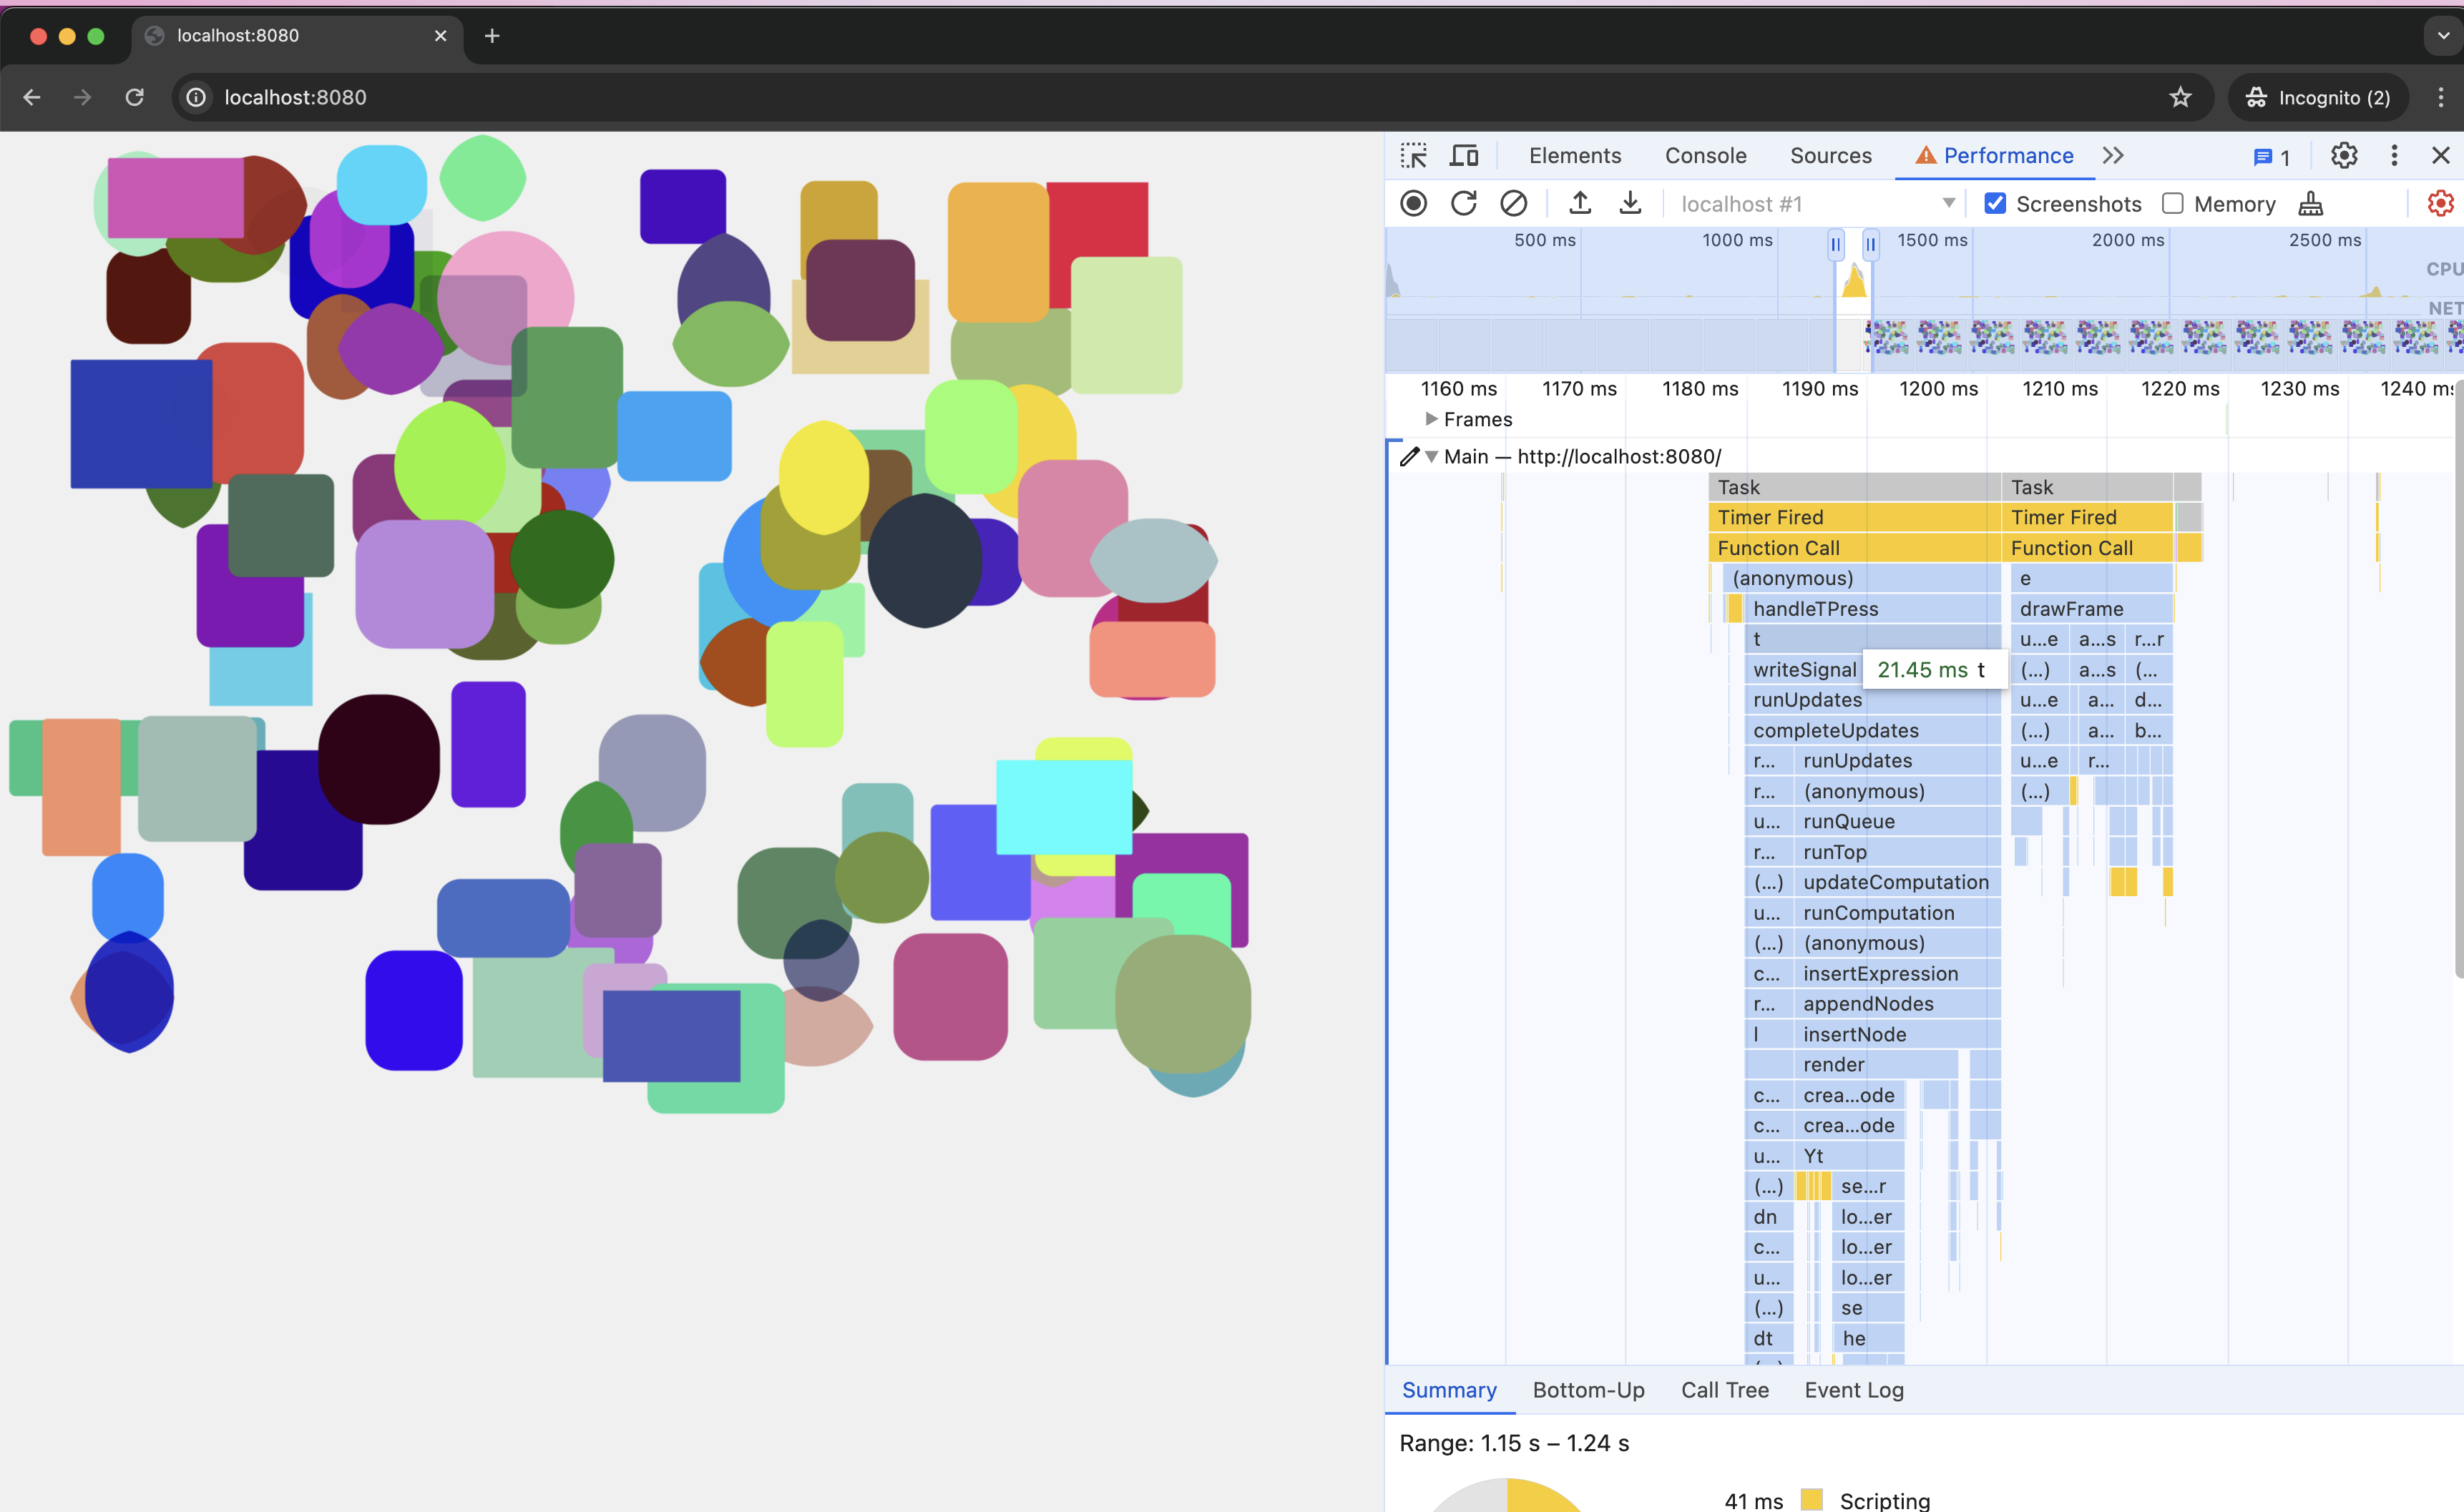 localhost:8080
localhost:8080
Incognito (2)
Elements Console Sources Performance 1
localhost #1 Screenshots Memory
500 ms 1000 ms 1500 ms 2000 ms 2500 ms
CPU
NET
1160 ms 1170 ms 1180 ms 1190 ms 1200 ms 1210 ms 1220 ms 1230 ms 1240 ms
Frames
Main — http://localhost:8080/
Task Task
Timer Fired Timer Fired
Function Call Function Call
(anonymous) e
handleTPress drawFrame
t u...e a...s r...r
writeSignal 21.45 ms t (...) a...s (...
runUpdates u...e a... d...
completeUpdates (...) a... b...
r... runUpdates u...e r...
r... (anonymous) (...)
u... runQueue
r... runTop
(...) updateComputation
u... runComputation
(...) (anonymous)
c... insertExpression
r... appendNodes
l insertNode
render
c... crea...ode
c... crea...ode
u... Yt
(...) se...r
dn lo...er
c... lo...er
u... lo...er
(...) se
dt he
Summary Bottom-Up Call Tree Event Log
Range: 1.15 s – 1.24 s
41 ms Scripting